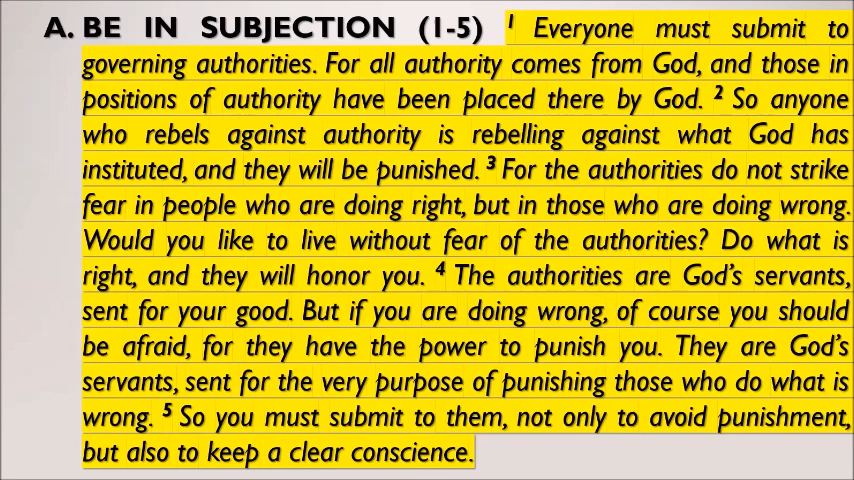 A. BE IN SUBJECTION (1-5) 1 Everyone must submit to
governing authorities. For all authority comes from God, and those in
positions of authority have been placed there by God. 2 So anyone
who rebels against authority is rebelling against what God has
instituted, and they will be punished. 3 For the authorities do not strike
fear in people who are doing right, but in those who are doing wrong.
Would you like to live without fear of the authorities? Do what is
right, and they will honor you. 4 The authorities are God's servants,
sent for your good. But if you are doing wrong, of course you should
be afraid, for they have the power to punish you. They are God's
servants, sent for the very purpose of punishing those who do what is
wrong. 5 So you must submit to them, not only to avoid punishment,
but also to keep a clear conscience.